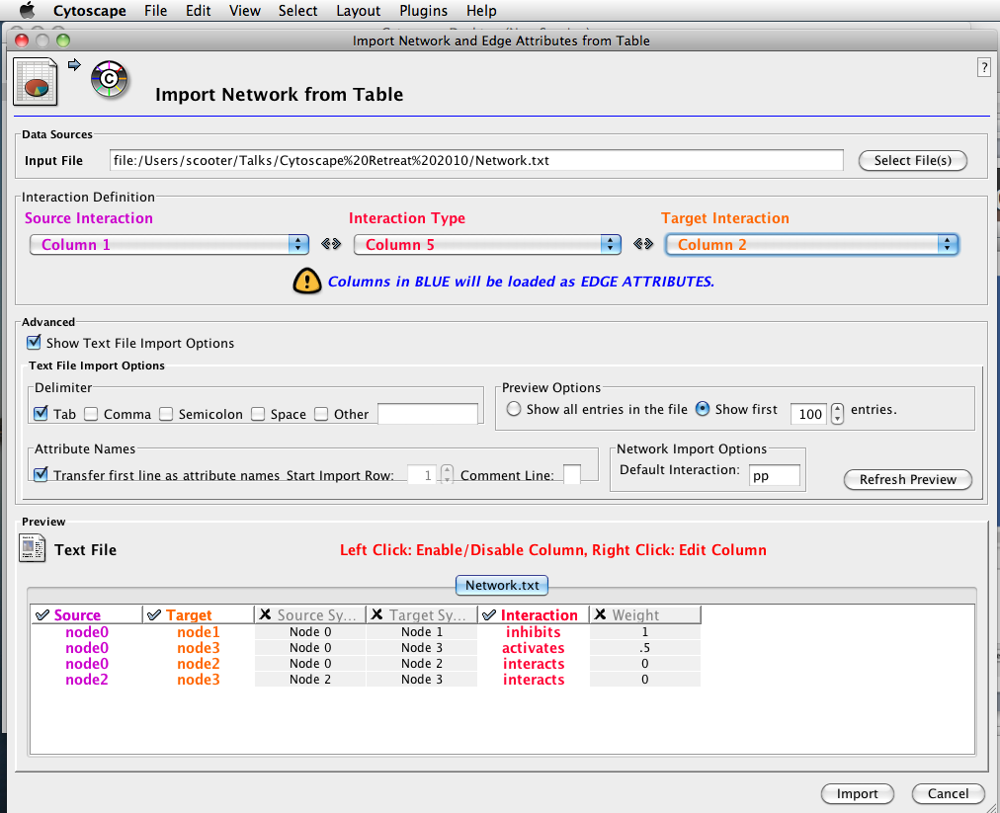 Cytoscape File Edit View Select Layout Plugins Help
Import Network and Edge Attributes from Table
?
Import Network from Table
Data Sources
Input File file:/Users/scooter/Talks/Cytoscape%20Retreat%202010/Network.txt Select File(s)
Interaction Definition
Source Interaction Interaction Type Target Interaction
Column 1 Column 5 Column 2
Columns in BLUE will be loaded as EDGE ATTRIBUTES.
Advanced
Show Text File Import Options
Text File Import Options
Delimiter Preview Options
Tab Comma Semicolon Space Other Show all entries in the file Show first 100 entries.
Attribute Names Network Import Options
Transfer first line as attribute names Start Import Row: 1 Comment Line: Default Interaction: pp Refresh Preview
Preview
Text File Left Click: Enable/Disable Column, Right Click: Edit Column
Network.txt
Source Target Source Sy... Target Sy... Interaction Weight
node0 node1 Node 0 Node 1 inhibits 1
node0 node3 Node 0 Node 3 activates .5
node0 node2 Node 0 Node 2 interacts 0
node2 node3 Node 2 Node 3 interacts 0
Import Cancel